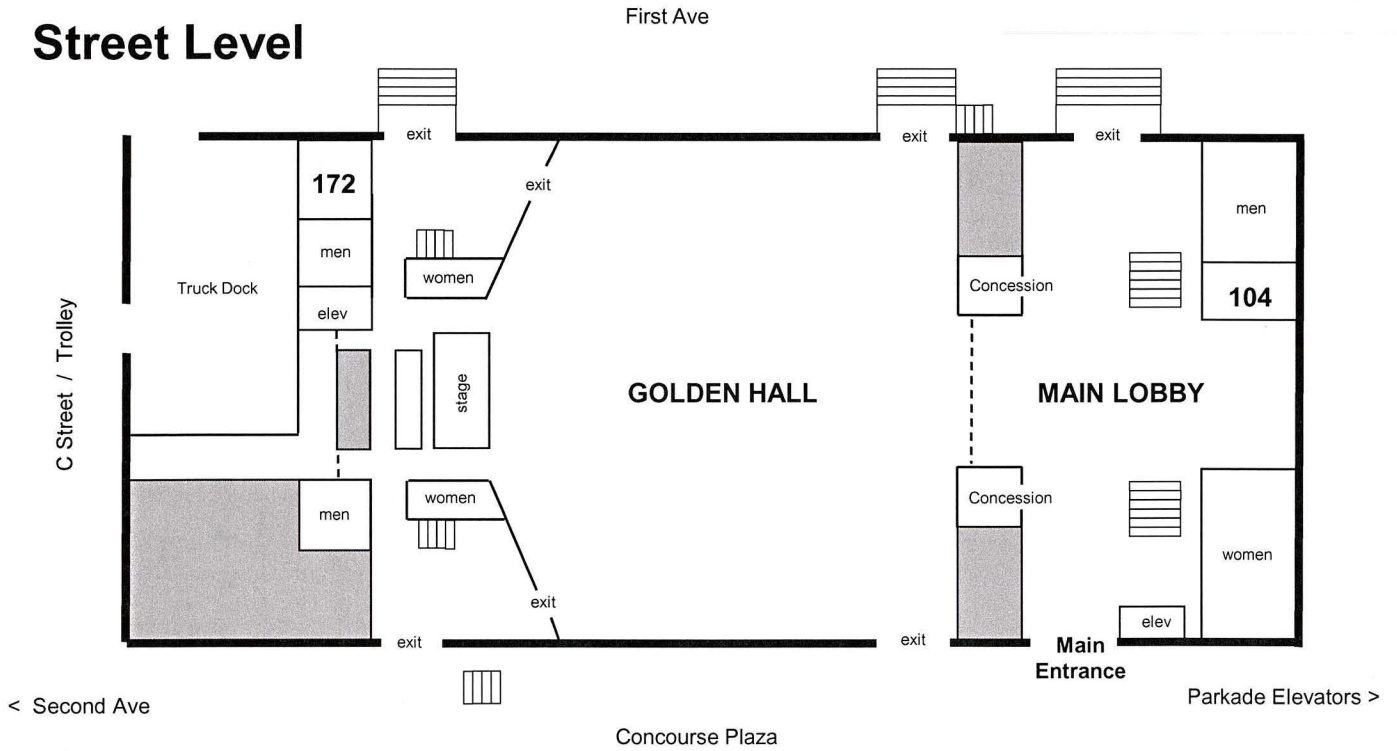 First Ave
Street Level
exit
exit
exit
172
exit
men
men
women
Concession
Truck Dock
104
elev
C Street / Trolley
stage
GOLDEN HALL
MAIN LOBBY
women
Concession
men
women
exit
elev
exit
exit
Main
Entrance
< Second Ave
Parkade Elevators >
Concourse Plaza